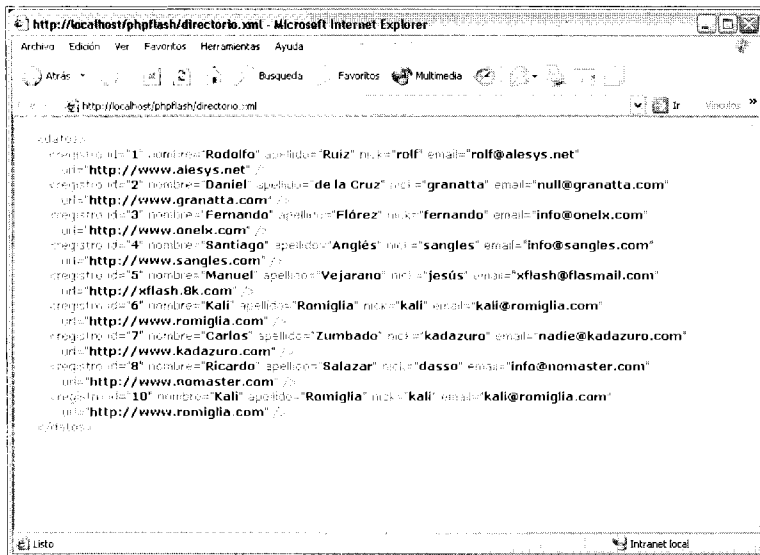 http://localhost/phpflash/directorio.xml - Microsoft Internet Explorer
Archivo Edición Ver Favoritos Herramientas Ayuda
Atrás Busqueda Favoritos Multimedia
http://localhost/phpflash/directorio.xml Ir Vínculos »
<datos>
<registro id="1" nombre="Rodolfo" apellido="Ruiz" nick="rolf" email="rolf@alesys.net"
url="http://www.alesys.net" />
<registro id="2" nombre="Daniel" apellido="de la Cruz" nick="granatta" email="null@granatta.com"
url="http://www.granatta.com" />
<registro id="3" nombre="Fernando" apellido="Flórez" nick="fernando" email="info@onelx.com"
url="http://www.onelx.com" />
<registro id="4" nombre="Santiago" apellido="Anglés" nick="sangles" email="info@sangles.com"
url="http://www.sangles.com" />
<registro id="5" nombre="Manuel" apellido="Vejarano" nick="jesús" email="xflash@flasmail.com"
url="http://xflash.8k.com" />
<registro id="6" nombre="Kali" apellido="Romiglia" nick="kali" email="kali@romiglia.com"
url="http://www.romiglia.com" />
<registro id="7" nombre="Carlos" apellido="Zumbado" nick="kadazuro" email="nadie@kadazuro.com"
url="http://www.kadazuro.com" />
<registro id="8" nombre="Ricardo" apellido="Salazar" nick="dasso" email="info@nomaster.com"
url="http://www.nomaster.com" />
<registro id="10" nombre="Kali" apellido="Romiglia" nick="kali" email="kali@romiglia.com"
url="http://www.romiglia.com" />
</datos>
Listo Intranet local